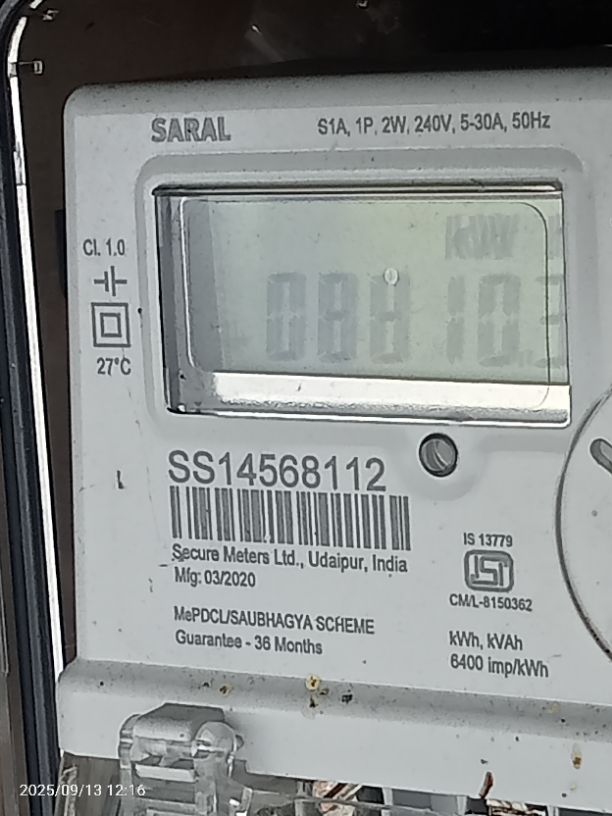 SARAL
S1A, 1P, 2W, 240V, 5-30A, 50Hz
Cl. 1.0
27°C
SS14568112
Secure Meters Ltd., Udaipur, India
Mfg: 03/2020
MePDCL/SAUBHAGYA SCHEME
Guarantee - 36 Months
IS 13779
ISI
CM/L-8150362
kWh, kVAh
6400 imp/kWh
2025/09/13 12:16